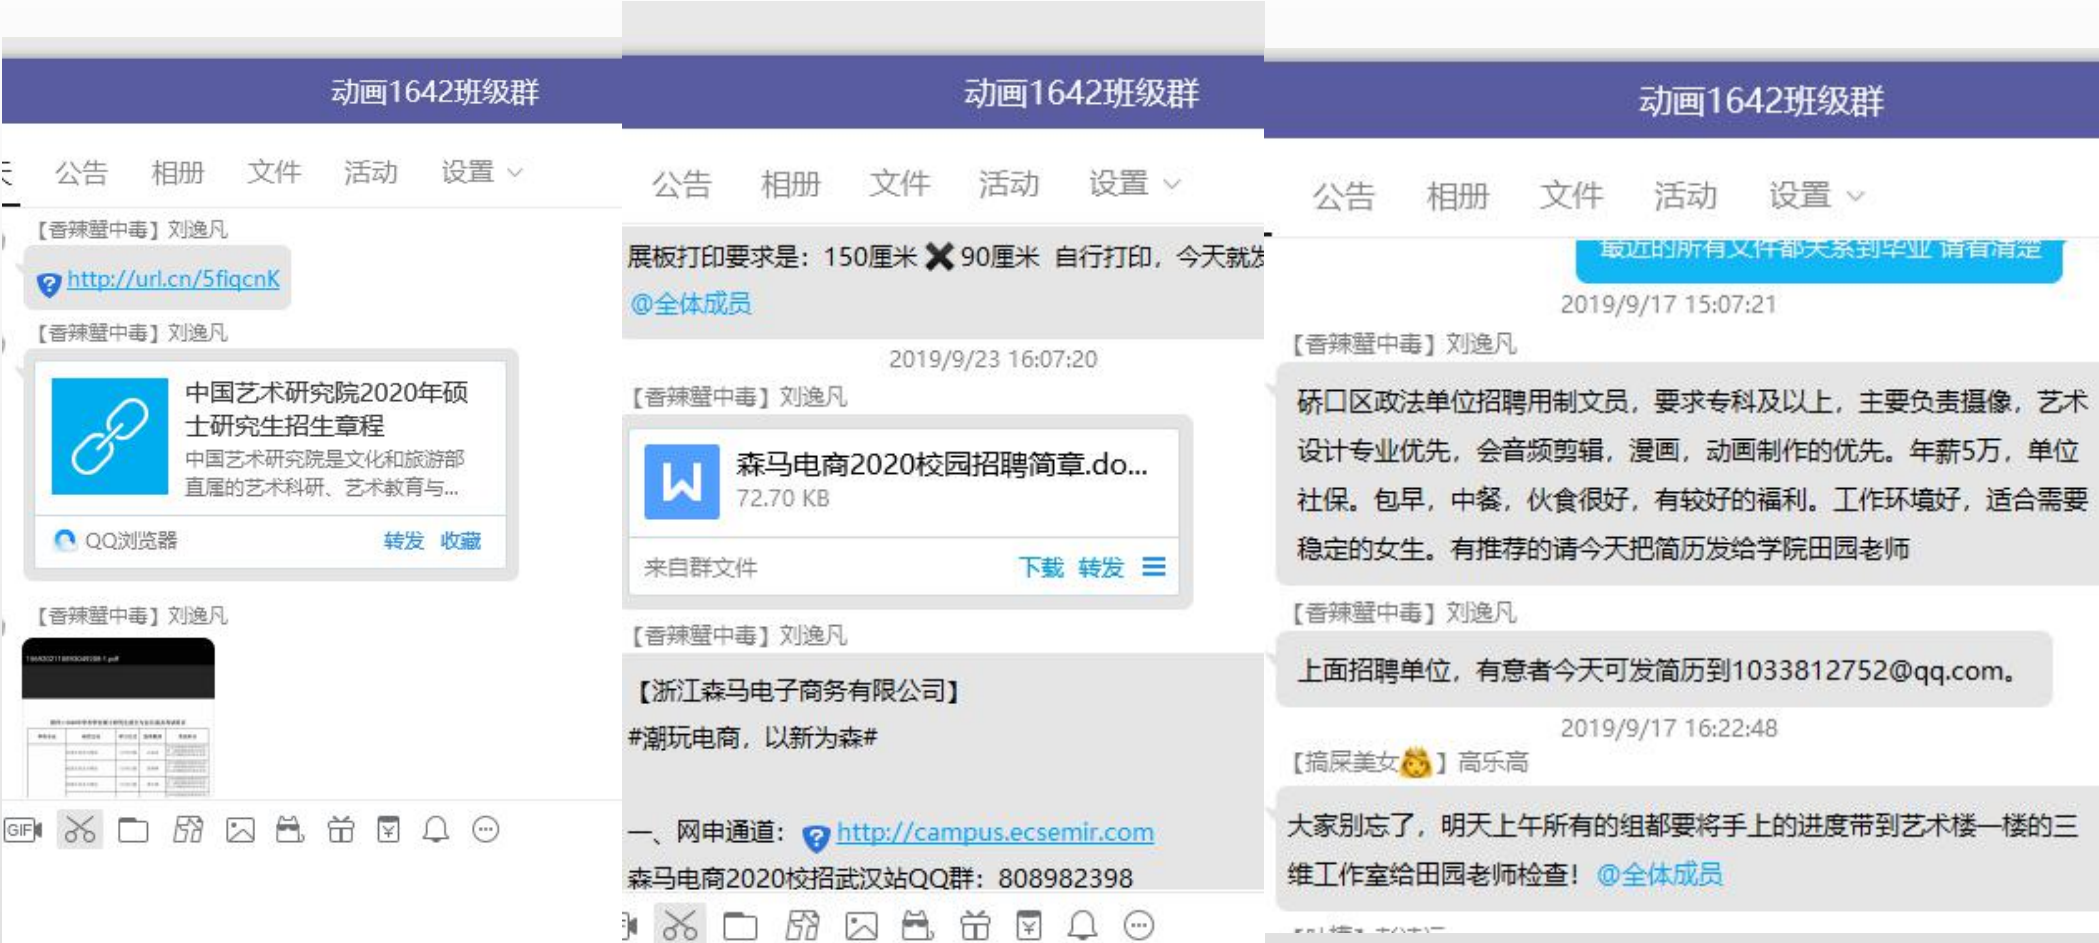 动画1642班级群
公告 相册 文件 活动 设置
【香辣蟹中毒】刘逸凡
http://url.cn/5fiqcnK
【香辣蟹中毒】刘逸凡
中国艺术研究院2020年硕
士研究生招生章程
中国艺术研究院是文化和旅游部
直属的艺术科研、艺术教育与...
QQ浏览器 转发 收藏
【香辣蟹中毒】刘逸凡
GIF
动画1642班级群
公告 相册 文件 活动 设置
展板打印要求是：150厘米✖90厘米 自行打印，今天就发
@全体成员
2019/9/23 16:07:20
【香辣蟹中毒】刘逸凡
森马电商2020校园招聘简章.do...
72.70 KB
来自群文件 下载 转发
【香辣蟹中毒】刘逸凡
【浙江森马电子商务有限公司】
#潮玩电商，以新为森#
一、网申通道：http://campus.ecsemir.com
森马电商2020校招武汉站QQ群：808982398
动画1642班级群
公告 相册 文件 活动 设置
最近的所有文件都关系到毕业 请看清楚
2019/9/17 15:07:21
【香辣蟹中毒】刘逸凡
硚口区政法单位招聘用制文员，要求专科及以上，主要负责摄像，艺术
设计专业优先，会音频剪辑，漫画，动画制作的优先。年薪5万，单位
社保。包早，中餐，伙食很好，有较好的福利。工作环境好，适合需要
稳定的女生。有推荐的请今天把简历发给学院田园老师
【香辣蟹中毒】刘逸凡
上面招聘单位，有意者今天可发简历到1033812752@qq.com。
2019/9/17 16:22:48
【搞屎美女👸】高乐高
大家别忘了，明天上午所有的组都要将手上的进度带到艺术楼一楼的三
维工作室给田园老师检查！@全体成员